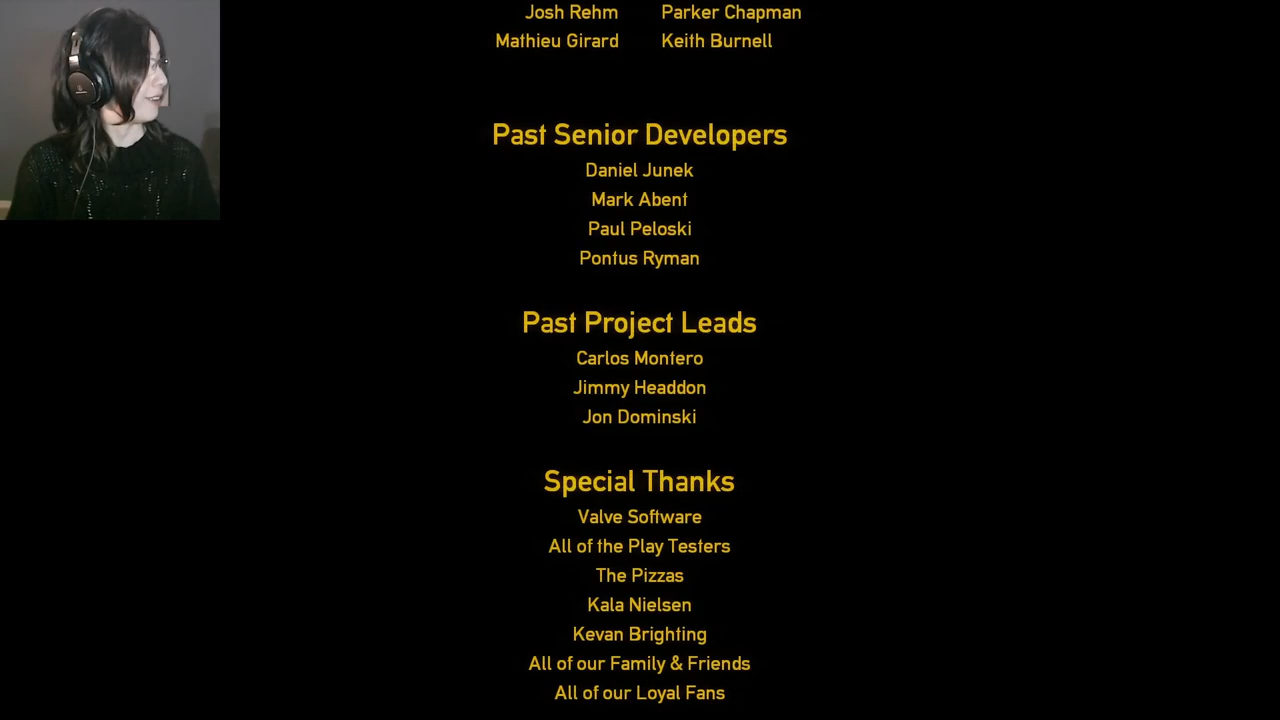 Josh Rehm Parker Chapman
Mathieu Girard Keith Burnell
Past Senior Developers
Daniel Junek
Mark Abent
Paul Peloski
Pontus Ryman
Past Project Leads
Carlos Montero
Jimmy Headdon
Jon Dominski
Special Thanks
Valve Software
All of the Play Testers
The Pizzas
Kala Nielsen
Kevan Brighting
All of our Family & Friends
All of our Loyal Fans